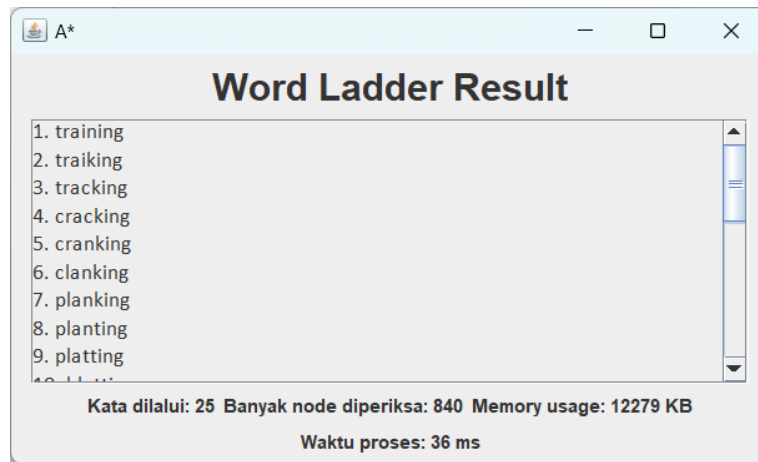 A*
Word Ladder Result
1. training
2. traiking
3. tracking
4. cracking
5. cranking
6. clanking
7. planking
8. planting
9. platting
Kata dilalui: 25 Banyak node diperiksa: 840 Memory usage: 12279 KB
Waktu proses: 36 ms